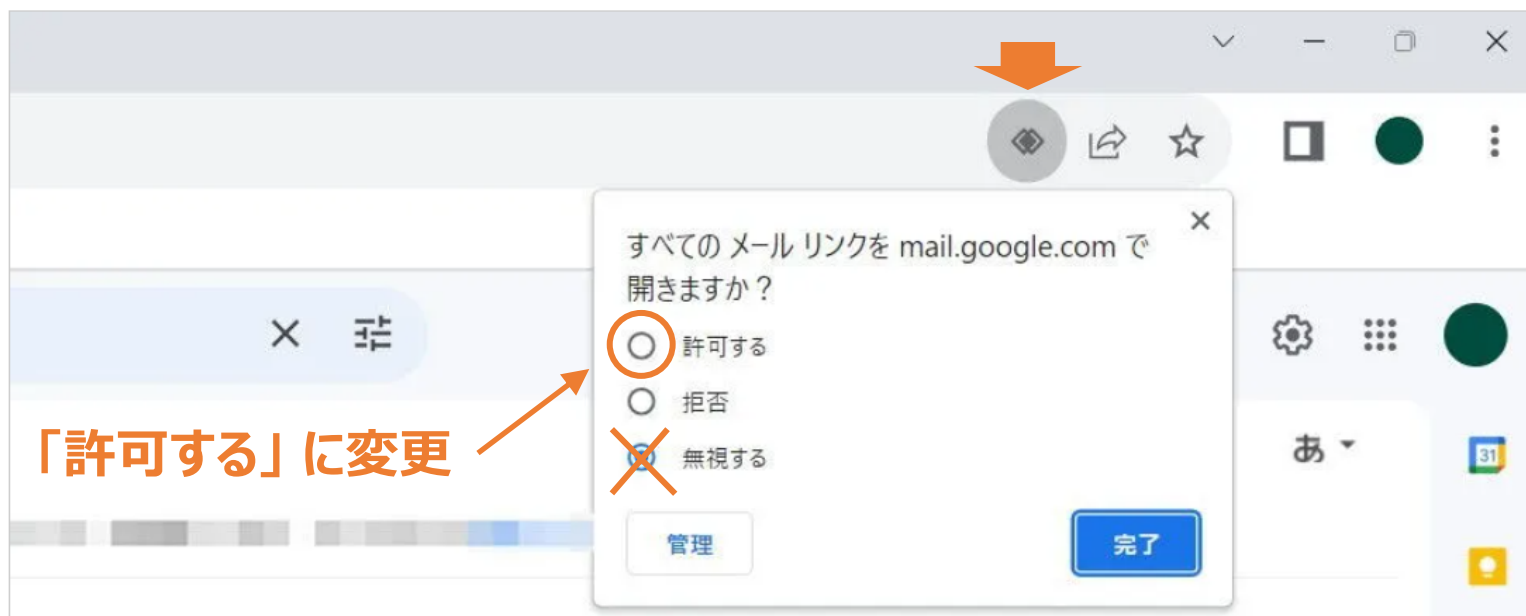 すべての メール リンクを mail.google.com で
開きますか？
許可する
拒否
「許可する」に変更
あ
31
無視する
管理
完了